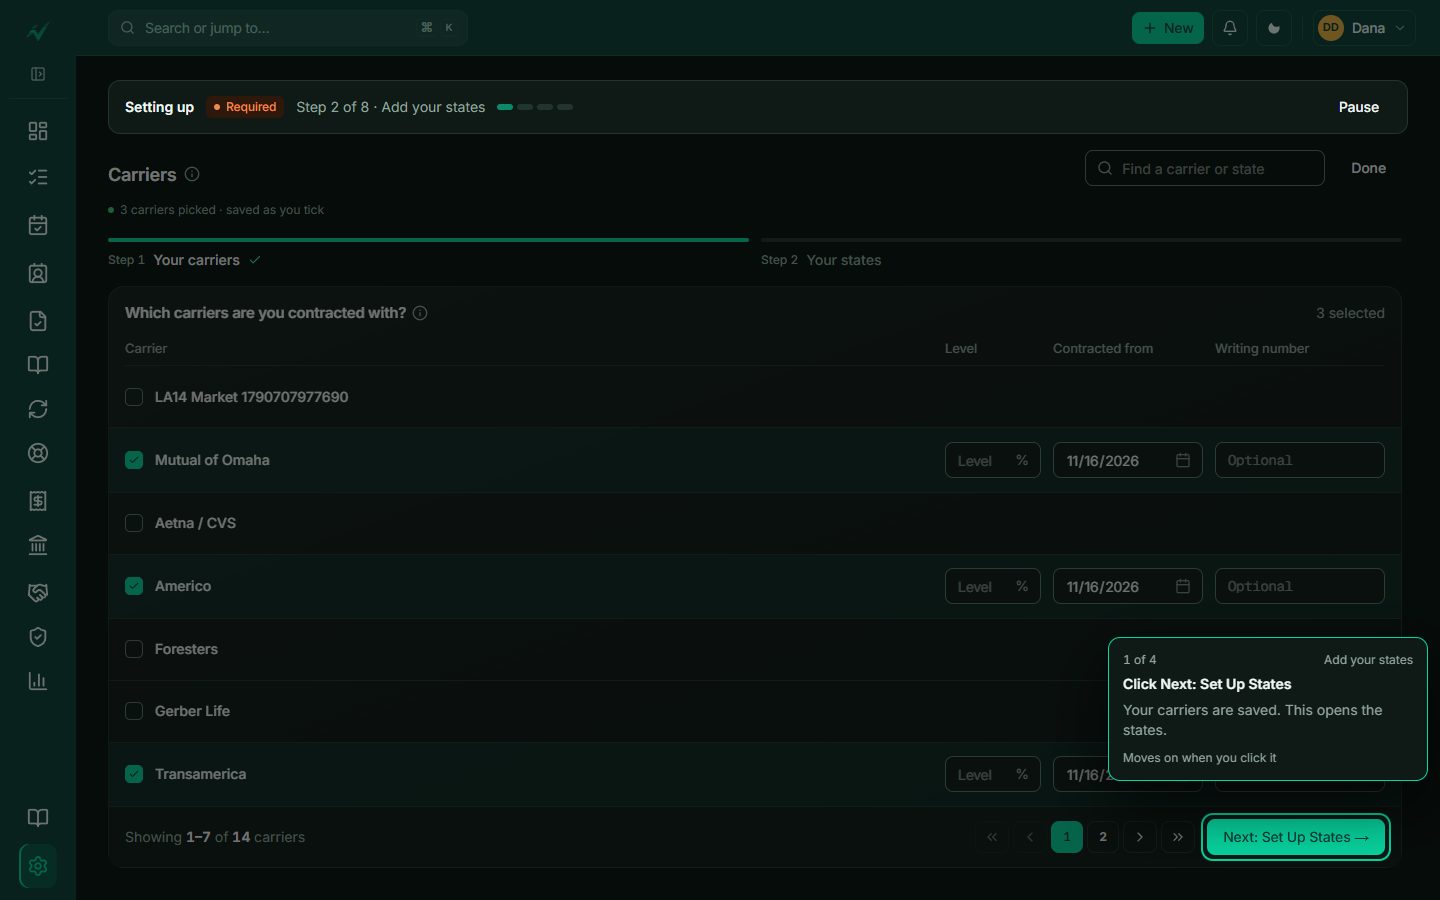 Search or jump to... ⌘ K
+ New
DD Dana
Setting up Required Step 2 of 8 · Add your states Pause
Carriers
Find a carrier or state Done
3 carriers picked · saved as you tick
Step 1 Your carriers
Step 2 Your states
Which carriers are you contracted with? 3 selected
Carrier Level Contracted from Writing number
LA14 Market 1790707977690
Mutual of Omaha Level % 11/16/2026 Optional
Aetna / CVS
Americo Level % 11/16/2026 Optional
Foresters
Gerber Life
Transamerica Level % 11/16/2
1 of 4 Add your states
Click Next: Set Up States
Your carriers are saved. This opens the
states.
Moves on when you click it
Showing 1–7 of 14 carriers
« ‹ 1 2 › »
Next: Set Up States →